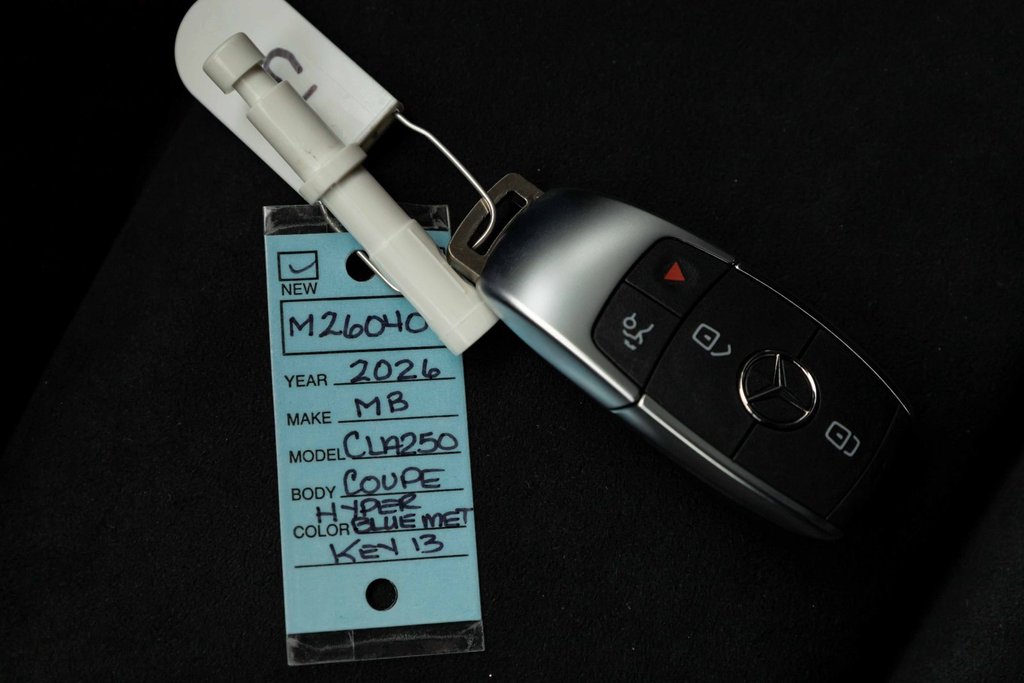 NEW
M26040
YEAR 2026
MAKE MB
MODEL CLA250
BODY COUPE
HYPER
COLOR BLUE MET
KEY 13